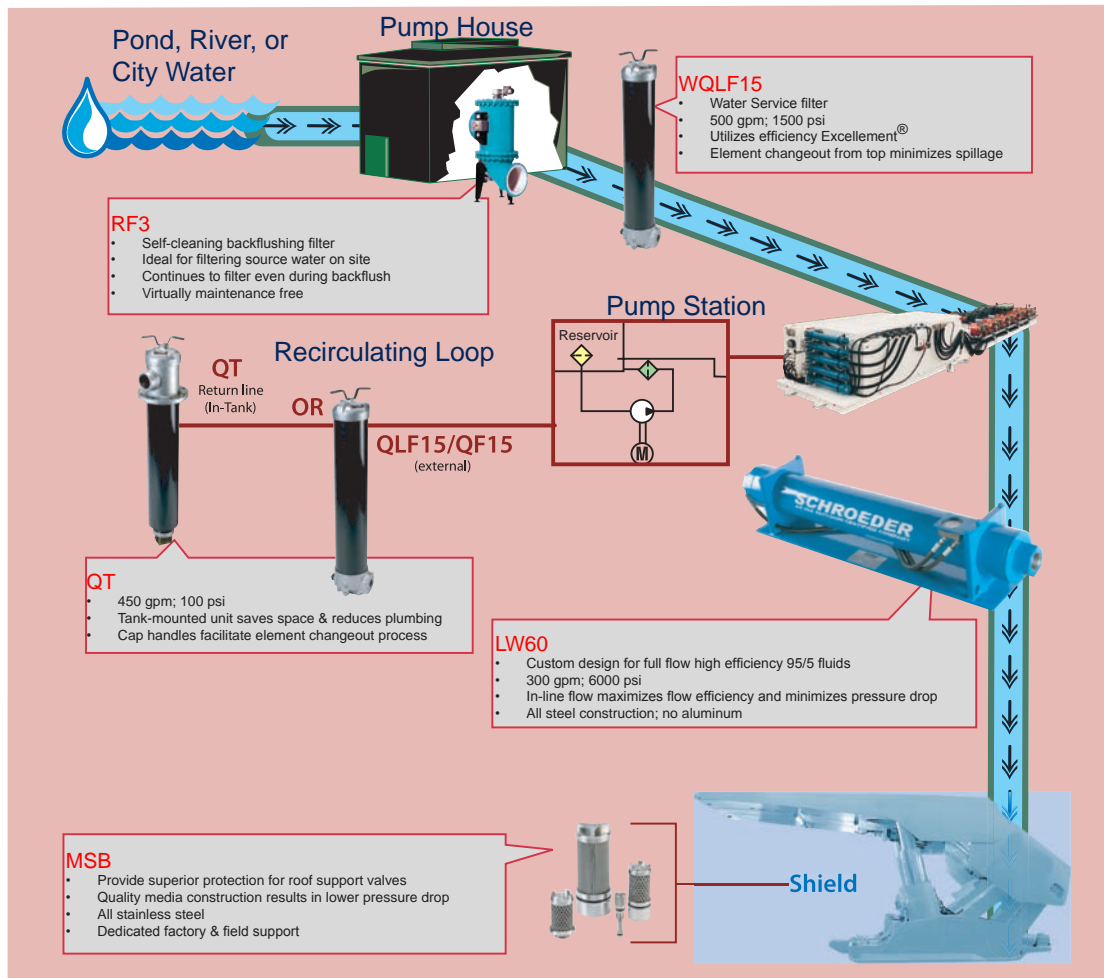 Pond, River, or
City Water
Pump House
WQLF15
• Water Service filter
• 500 gpm; 1500 psi
• Utilizes efficiency Excellement®
• Element changeout from top minimizes spillage
RF3
• Self-cleaning backflushing filter
• Ideal for filtering source water on site
• Continues to filter even during backflush
• Virtually maintenance free
Pump Station
Reservoir
M
Recirculating Loop
QT
Return line
(In-Tank)
OR
QLF15/QF15
(external)
SCHROEDER
QT
• 450 gpm; 100 psi
• Tank-mounted unit saves space & reduces plumbing
• Cap handles facilitate element changeout process
LW60
• Custom design for full flow high efficiency 95/5 fluids
• 300 gpm; 6000 psi
• In-line flow maximizes flow efficiency and minimizes pressure drop
• All steel construction; no aluminum
MSB
• Provide superior protection for roof support valves
• Quality media construction results in lower pressure drop
• All stainless steel
• Dedicated factory & field support
Shield